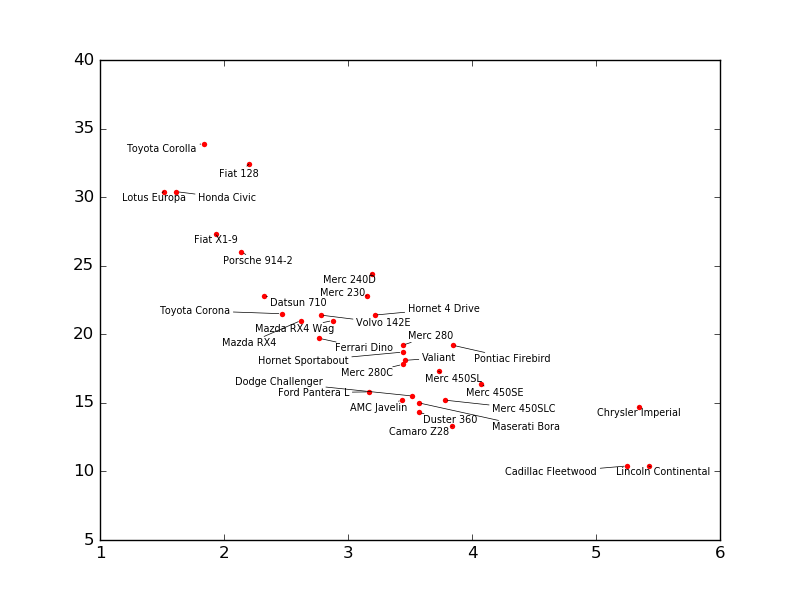 40
35
30
25
20
15
10
5
1
2
3
4
5
6
Toyota Corolla
Fiat 128
Lotus Europa
Honda Civic
Fiat X1-9
Porsche 914-2
Merc 240D
Merc 230
Datsun 710
Toyota Corona
Hornet 4 Drive
Volvo 142E
Mazda RX4 Wag
Mazda RX4
Merc 280
Ferrari Dino
Pontiac Firebird
Valiant
Hornet Sportabout
Merc 280C
Merc 450SL
Dodge Challenger
Ford Pantera L
Merc 450SE
AMC Javelin
Merc 450SLC
Chrysler Imperial
Duster 360
Maserati Bora
Camaro Z28
Cadillac Fleetwood
Lincoln Continental